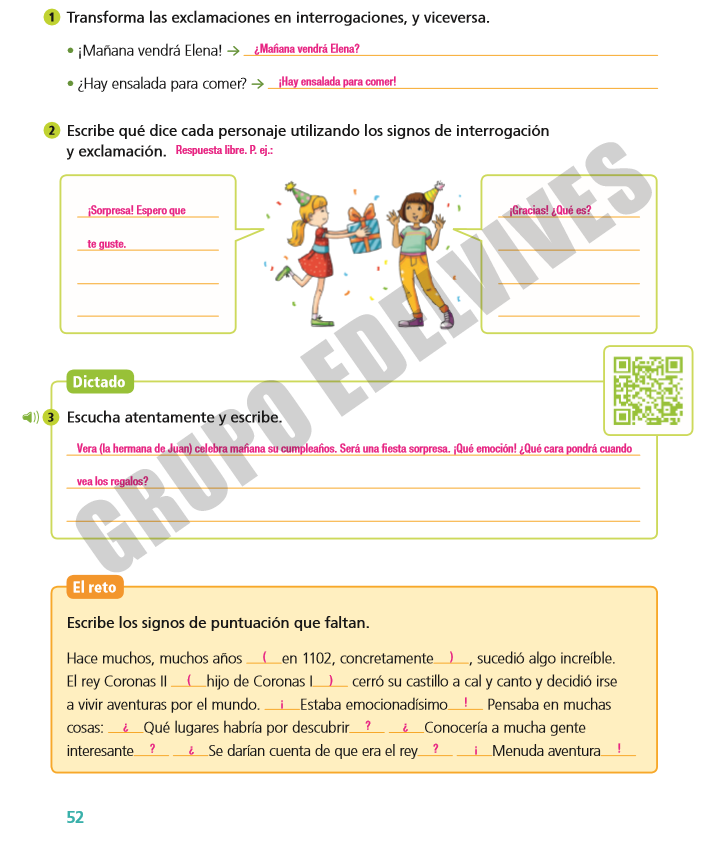 1 Transforma las exclamaciones en interrogaciones, y viceversa.
• ¡Mañana vendrá Elena! → ¿Mañana vendrá Elena?
• ¿Hay ensalada para comer? → ¡Hay ensalada para comer!
2 Escribe qué dice cada personaje utilizando los signos de interrogación
y exclamación. Respuesta libre. P. ej.:
¡Sorpresa! Espero que
te guste.
¡Gracias! ¿Qué es?
GRUPO EDELVIVES
Dictado
3 Escucha atentamente y escribe.
Vera (la hermana de Juan) celebra mañana su cumpleaños. Será una fiesta sorpresa. ¡Qué emoción! ¿Qué cara pondrá cuando
vea los regalos?
El reto
Escribe los signos de puntuación que faltan.
Hace muchos, muchos años ( en 1102, concretamente ) , sucedió algo increíble.
El rey Coronas II ( hijo de Coronas I ) cerró su castillo a cal y canto y decidió irse
a vivir aventuras por el mundo. ¡ Estaba emocionadísimo ! Pensaba en muchas
cosas: ¿ Qué lugares habría por descubrir ? ¿ Conocería a mucha gente
interesante ? ¿ Se darían cuenta de que era el rey ? ¡ Menuda aventura !
52